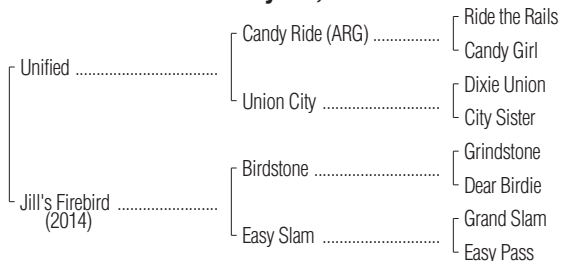 Ride the Rails
Candy Ride (ARG) ................
Candy Girl
Unified ..................................
Dixie Union
Union City ............................
City Sister
Grindstone
Birdstone ..............................
Dear Birdie
Jill's Firebird ........................
(2014)
Grand Slam
Easy Slam ............................
Easy Pass